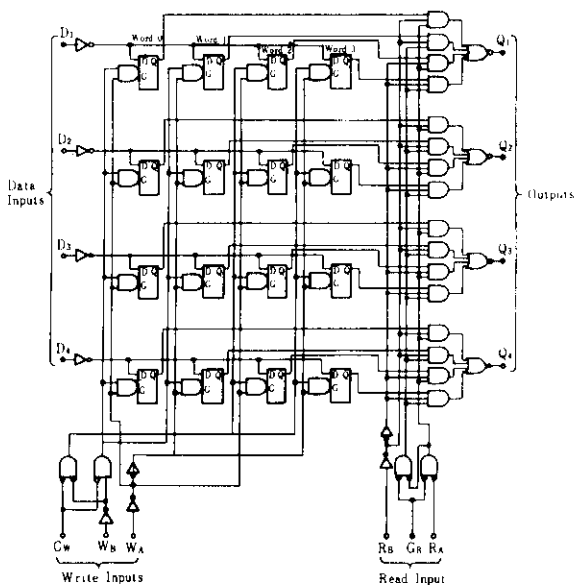 D1
Word 0
Word 1
Word 2
Word 3
Q1
D Q
G
D Q
G
D Q
G
D Q
G
D2
Q2
D Q
G
D Q
G
D Q
G
D Q
G
Data
Inputs
Outputs
D3
Q3
D Q
G
D Q
G
D Q
G
D Q
G
D4
Q4
D Q
G
D Q
G
D Q
G
D Q
G
GW WB WA
RB GR RA
Write Inputs
Read Input